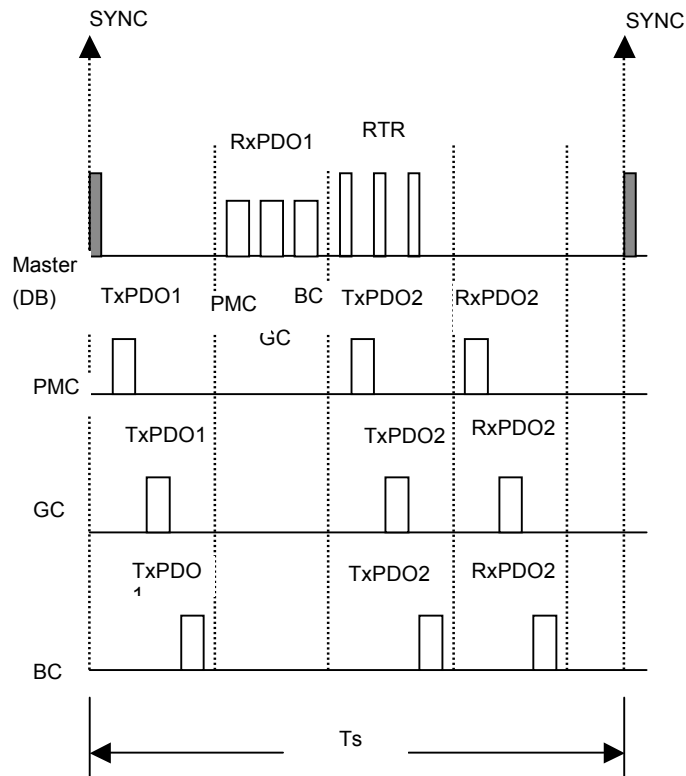 SYNC SYNC
RTR
RxPDO1
Master
(DB) TxPDO1 PMC BC TxPDO2 RxPDO2
GC
PMC
TxPDO1 TxPDO2 RxPDO2
GC
TxPDO TxPDO2 RxPDO2
1
BC
Ts